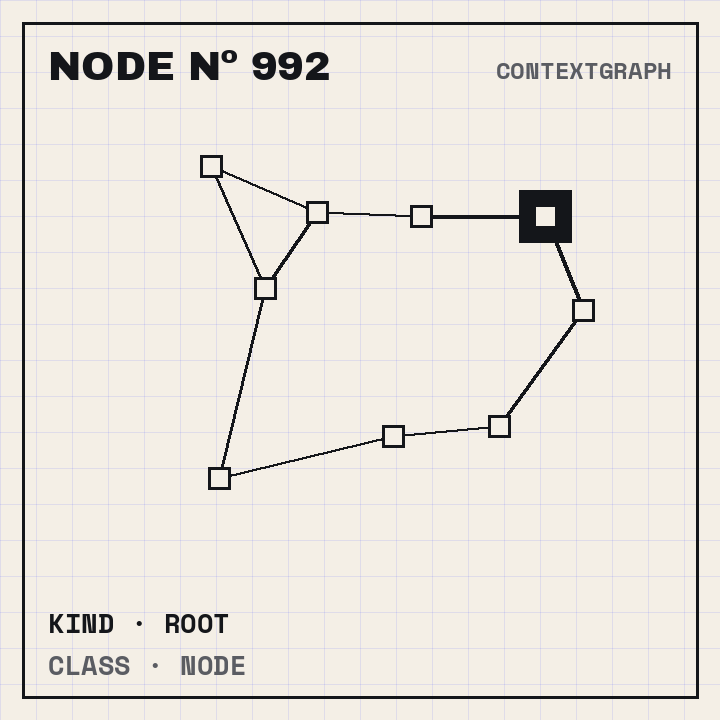 NODE Nº 992
CONTEXTGRAPH
KIND · ROOT
CLASS · NODE